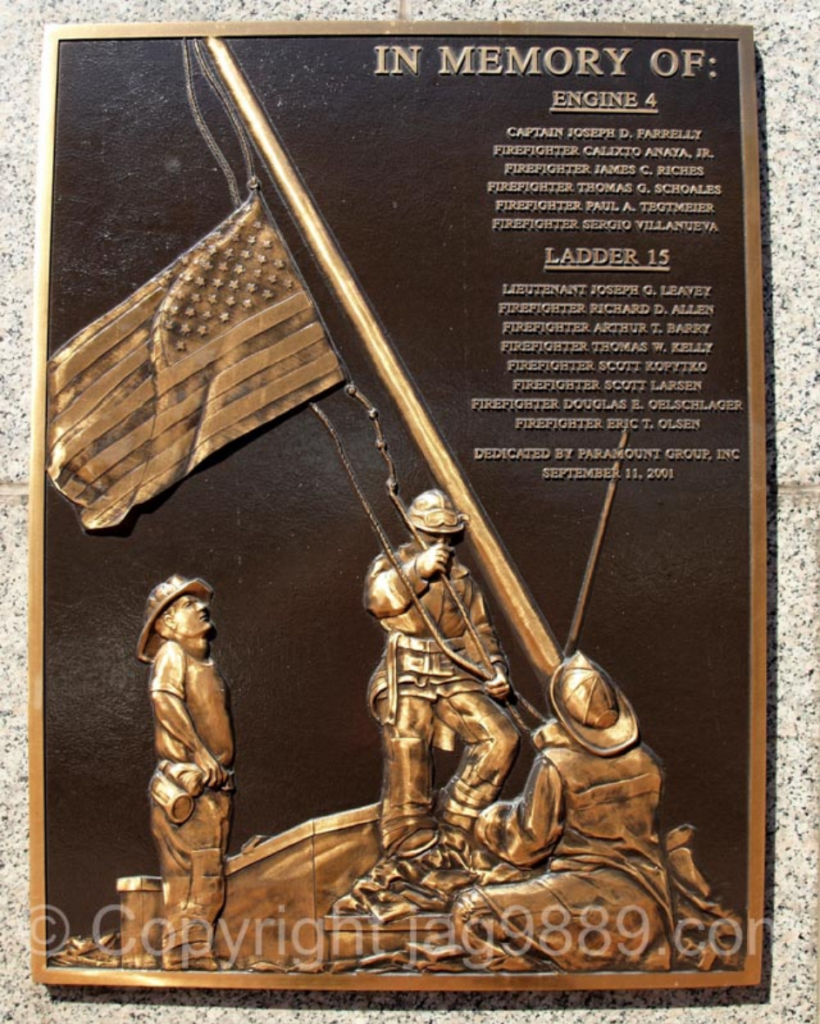 IN MEMORY OF:
ENGINE 4
CAPTAIN JOSEPH D. FARRELLY
FIREFIGHTER CALIXTO ANAYA, JR.
FIREFIGHTER JAMES C. RICHES
FIREFIGHTER THOMAS G. SCHOALES
FIREFIGHTER PAUL A. TEGTMEIER
FIREFIGHTER SERGIO VILLANUEVA
LADDER 15
LIEUTENANT JOSEPH G. LEAVEY
FIREFIGHTER RICHARD D. ALLEN
FIREFIGHTER ARTHUR T. BARRY
FIREFIGHTER THOMAS W. KELLY
FIREFIGHTER SCOTT KOPYTKO
FIREFIGHTER SCOTT LARSEN
FIREFIGHTER DOUGLAS E. OELSCHLAGER
FIREFIGHTER ERIC T. OLSEN
DEDICATED BY PARAMOUNT GROUP, INC
SEPTEMBER 11, 2001
© Copyright jag9889.com